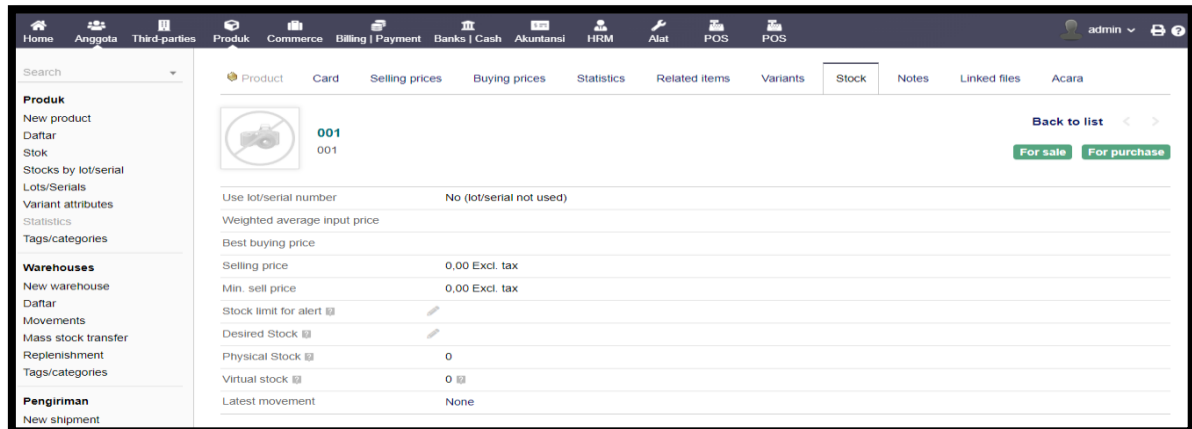 Home Anggota Third-parties Produk Commerce Billing | Payment Banks | Cash Akuntansi HRM Alat POS POS admin
Search
Produk
New product
Daftar
Stok
Stocks by lot/serial
Lots/Serials
Variant attributes
Statistics
Tags/categories
Warehouses
New warehouse
Daftar
Movements
Mass stock transfer
Replenishment
Tags/categories
Pengiriman
New shipment
Product Card Selling prices Buying prices Statistics Related items Variants Stock Notes Linked files Acara
001
001
Back to list < >
For sale For purchase
Use lot/serial number No (lot/serial not used)
Weighted average input price
Best buying price
Selling price 0,00 Excl. tax
Min. sell price 0,00 Excl. tax
Stock limit for alert
Desired Stock
Physical Stock 0
Virtual stock 0
Latest movement None